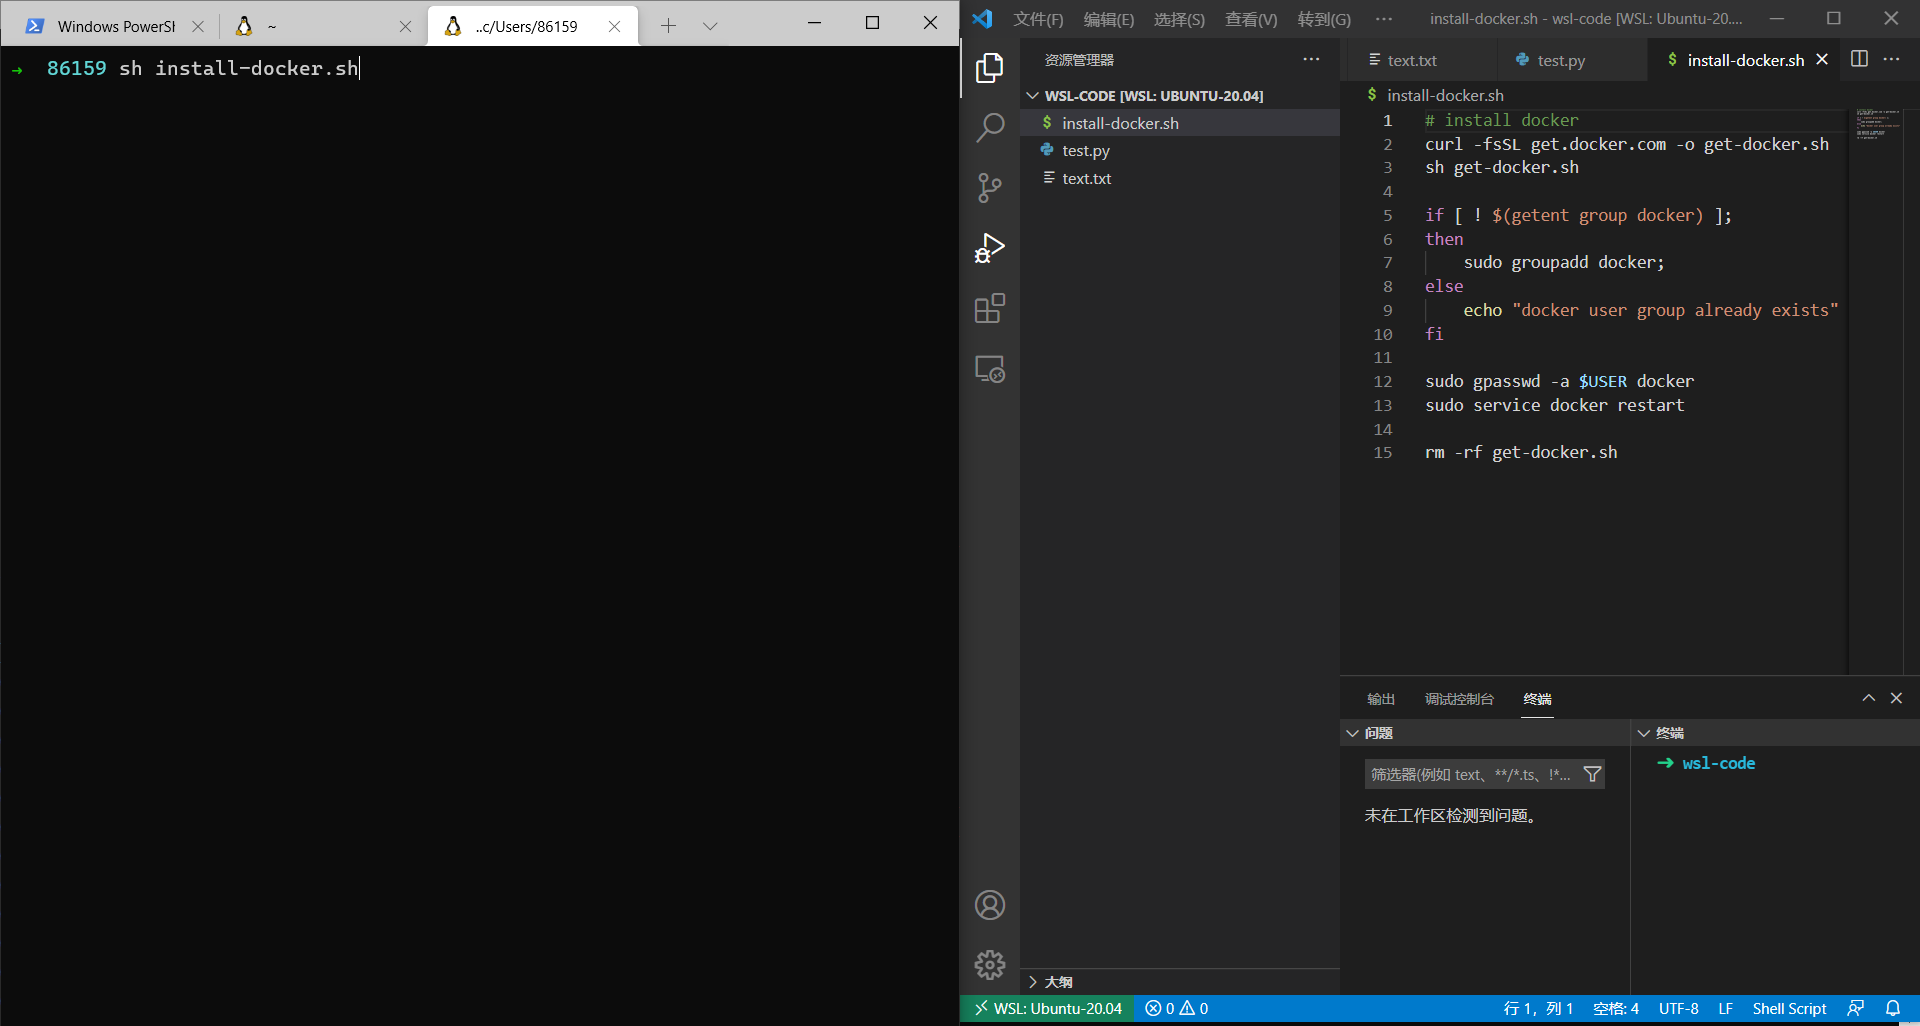 Windows PowerSh
~
..c/Users/86159
→ 86159 sh install-docker.sh
文件(F) 编辑(E) 选择(S) 查看(V) 转到(G) ··· install-docker.sh - wsl-code [WSL: Ubuntu-20....
资源管理器 ···
WSL-CODE [WSL: UBUNTU-20.04]
$ install-docker.sh
test.py
text.txt
大纲
text.txt
test.py
$ install-docker.sh
$ install-docker.sh
1 # install docker
2 curl -fsSL get.docker.com -o get-docker.sh
3 sh get-docker.sh
4
5 if [ ! $(getent group docker) ];
6 then
7 sudo groupadd docker;
8 else
9 echo "docker user group already exists"
10 fi
11
12 sudo gpasswd -a $USER docker
13 sudo service docker restart
14
15 rm -rf get-docker.sh
输出 调试控制台 终端
问题
筛选器(例如 text、**/*.ts、!*...
未在工作区检测到问题。
终端
→ wsl-code
WSL: Ubuntu-20.04 0 0 行 1，列 1 空格: 4 UTF-8 LF Shell Script